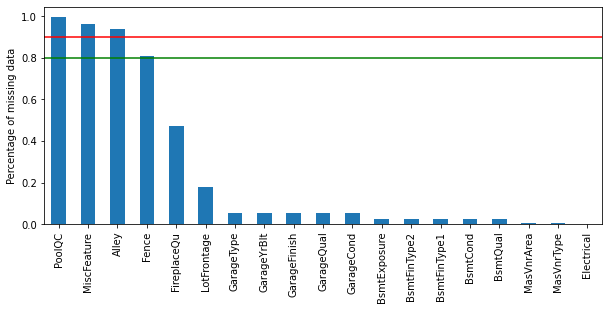 Percentage of missing data
1.0
0.8
0.6
0.4
0.2
0.0
PoolQC
MiscFeature
Alley
Fence
FireplaceQu
LotFrontage
GarageType
GarageYrBlt
GarageFinish
GarageQual
GarageCond
BsmtExposure
BsmtFinType2
BsmtFinType1
BsmtCond
BsmtQual
MasVnrArea
MasVnrType
Electrical